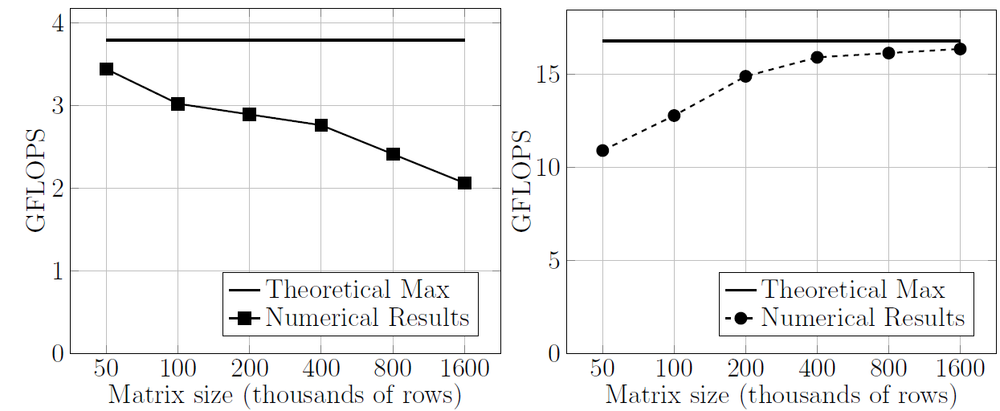 4
3
2
1
0
GFLOPS
Theoretical Max
Numerical Results
50 100 200 400 800 1600
Matrix size (thousands of rows)
15
10
5
0
GFLOPS
Theoretical Max
Numerical Results
50 100 200 400 800 1600
Matrix size (thousands of rows)